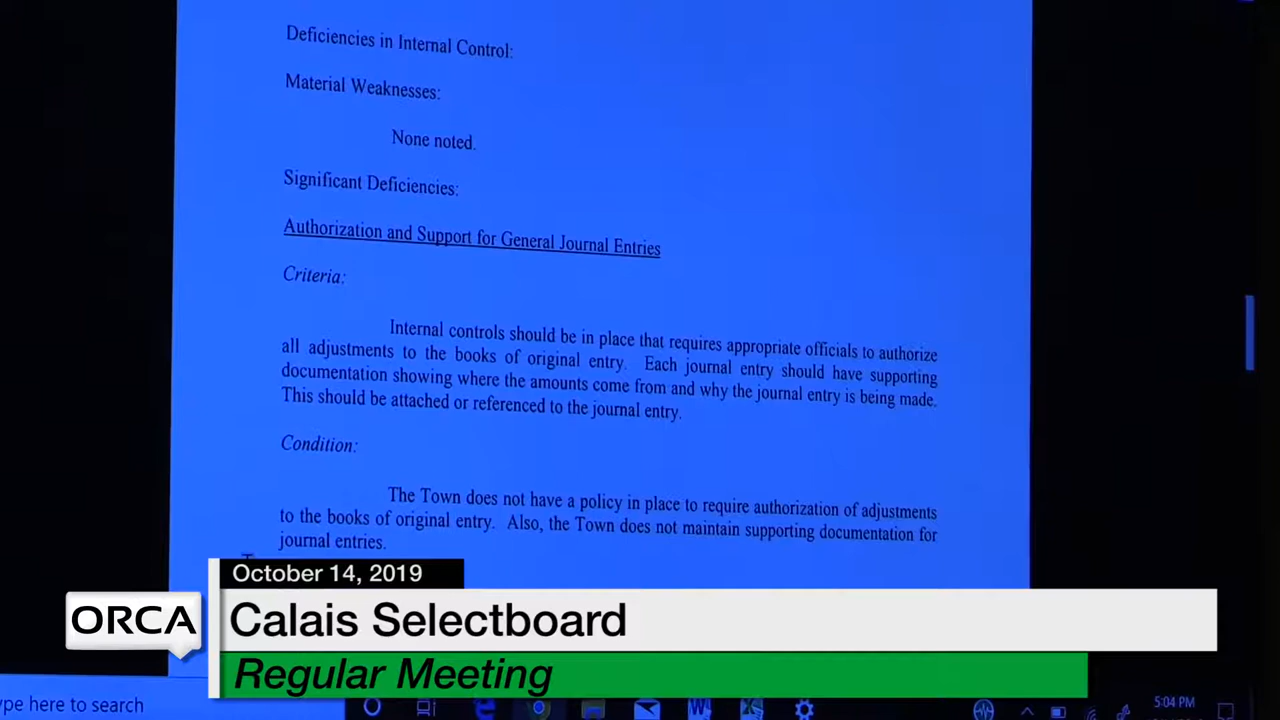 Deficiencies in Internal Control:
Material Weaknesses:
None noted.
Significant Deficiencies:
Authorization and Support for General Journal Entries
Criteria:
Internal controls should be in place that requires appropriate officials to authorize
all adjustments to the books of original entry. Each journal entry should have supporting
documentation showing where the amounts come from and why the journal entry is being made.
This should be attached or referenced to the journal entry.
Condition:
The Town does not have a policy in place to require authorization of adjustments
to the books of original entry. Also, the Town does not maintain supporting documentation for
journal entries.
October 14, 2019
ORCA
Calais Selectboard
Regular Meeting
ype here to search
5:04 PM